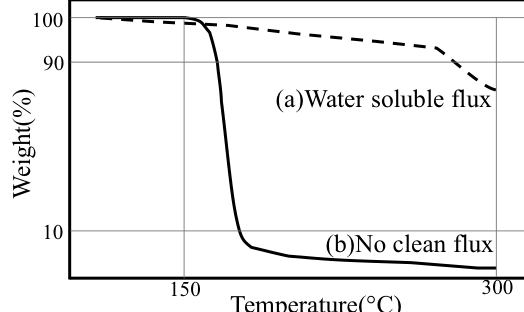 100
90
(a)Water soluble flux
Weight(%)
10
(b)No clean flux
150
300
Temperature(°C)